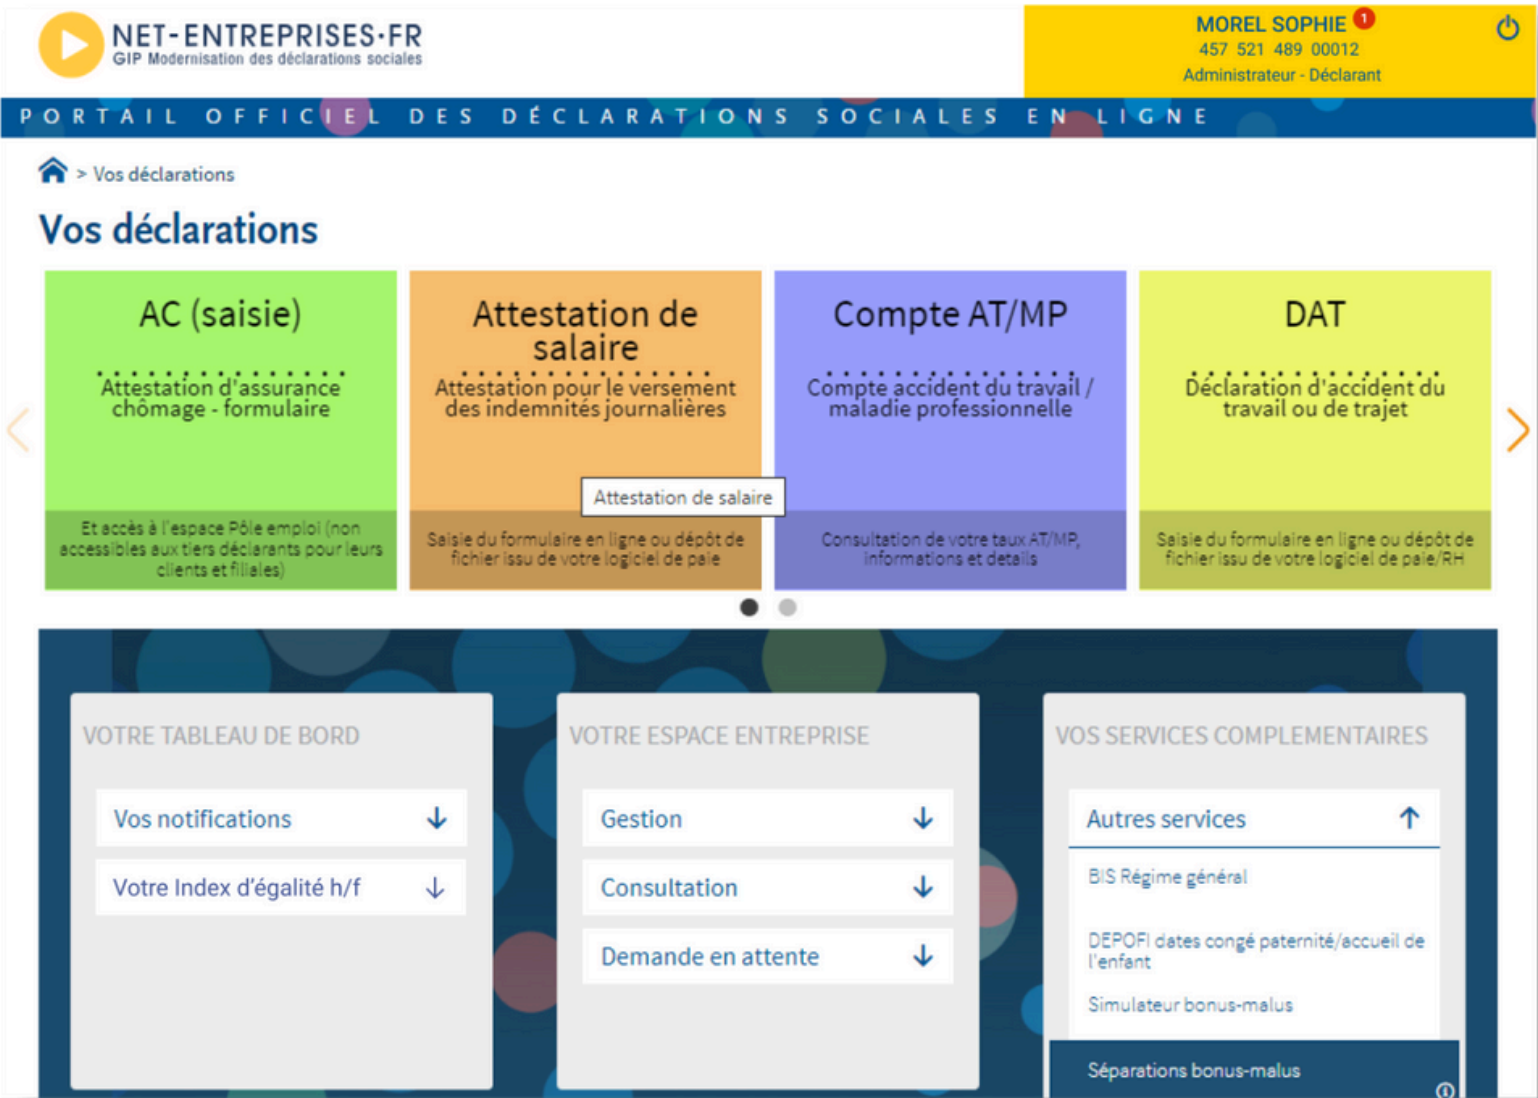 NET-ENTREPRISES·FR
GIP Modernisation des déclarations sociales
MOREL SOPHIE 1
457 521 489 00012
Administrateur - Déclarant
PORTAIL OFFICIEL DES DÉCLARATIONS SOCIALES EN LIGNE
> Vos déclarations
Vos déclarations
AC (saisie)
Attestation d'assurance
chômage - formulaire
Et accès à l'espace Pôle emploi (non
accessibles aux tiers déclarants pour leurs
clients et filiales)
Attestation de
salaire
Attestation pour le versement
des indemnités journalières
Attestation de salaire
Saisie du formulaire en ligne ou dépôt de
fichier issu de votre logiciel de paie
Compte AT/MP
Compte accident du travail /
maladie professionnelle
Consultation de votre taux AT/MP,
informations et details
DAT
Déclaration d'accident du
travail ou de trajet
Saisie du formulaire en ligne ou dépôt de
fichier issu de votre logiciel de paie/RH
VOTRE TABLEAU DE BORD
Vos notifications
Votre Index d'égalité h/f
VOTRE ESPACE ENTREPRISE
Gestion
Consultation
Demande en attente
VOS SERVICES COMPLEMENTAIRES
Autres services
BIS Régime général
DEPOFI dates congé paternité/accueil de
l'enfant
Simulateur bonus-malus
Séparations bonus-malus